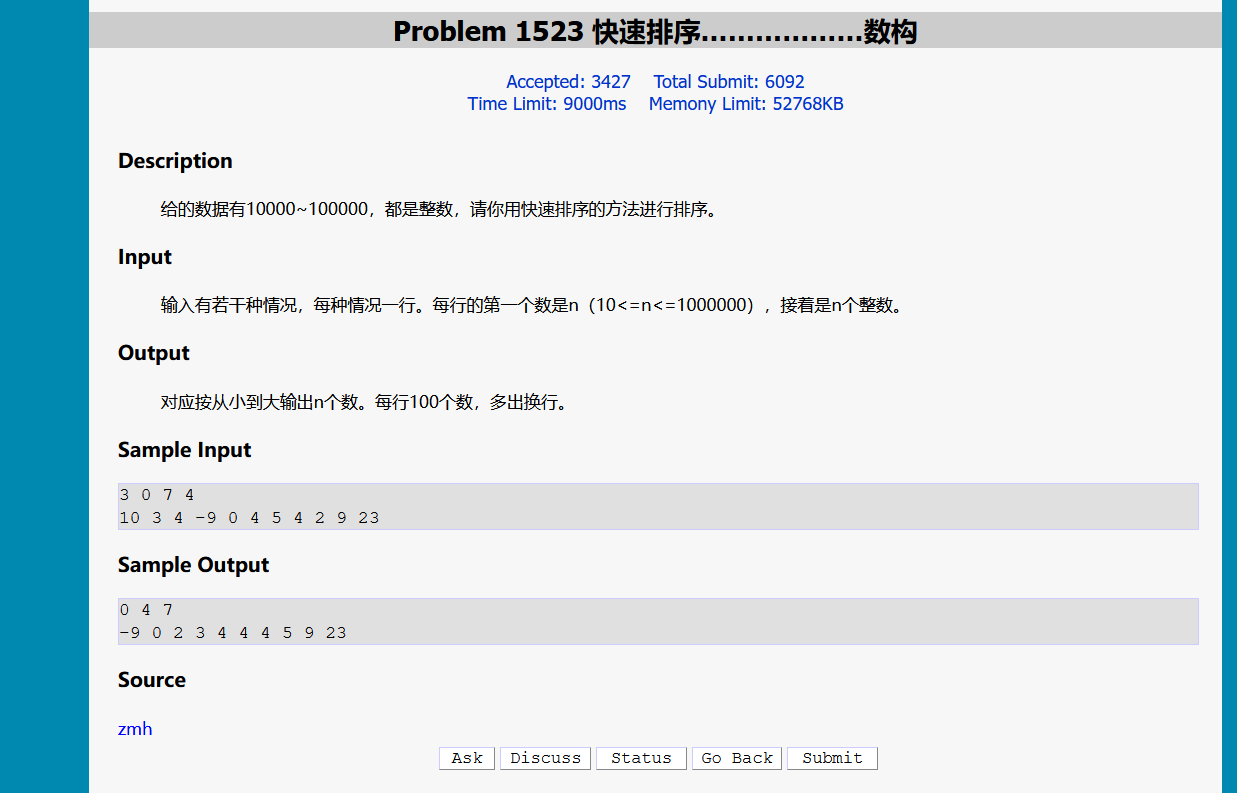 Problem 1523 快速排序..................数构
Accepted: 3427 Total Submit: 6092
Time Limit: 9000ms Memory Limit: 52768KB
Description
给的数据有10000~100000，都是整数，请你用快速排序的方法进行排序。
Input
输入有若干种情况，每种情况一行。每行的第一个数是n（10<=n<=1000000），接着是n个整数。
Output
对应按从小到大输出n个数。每行100个数，多出换行。
Sample Input
3 0 7 4
10 3 4 -9 0 4 5 4 2 9 23
Sample Output
0 4 7
-9 0 2 3 4 4 4 5 9 23
Source
zmh
Ask Discuss Status Go Back Submit